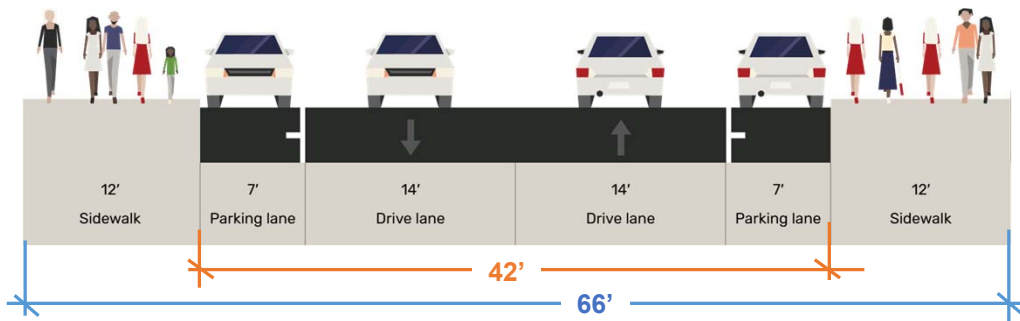 12’ 7’ 14’ 14’ 7’ 12’
Sidewalk Parking lane Drive lane Drive lane Parking lane Sidewalk
42’
66’